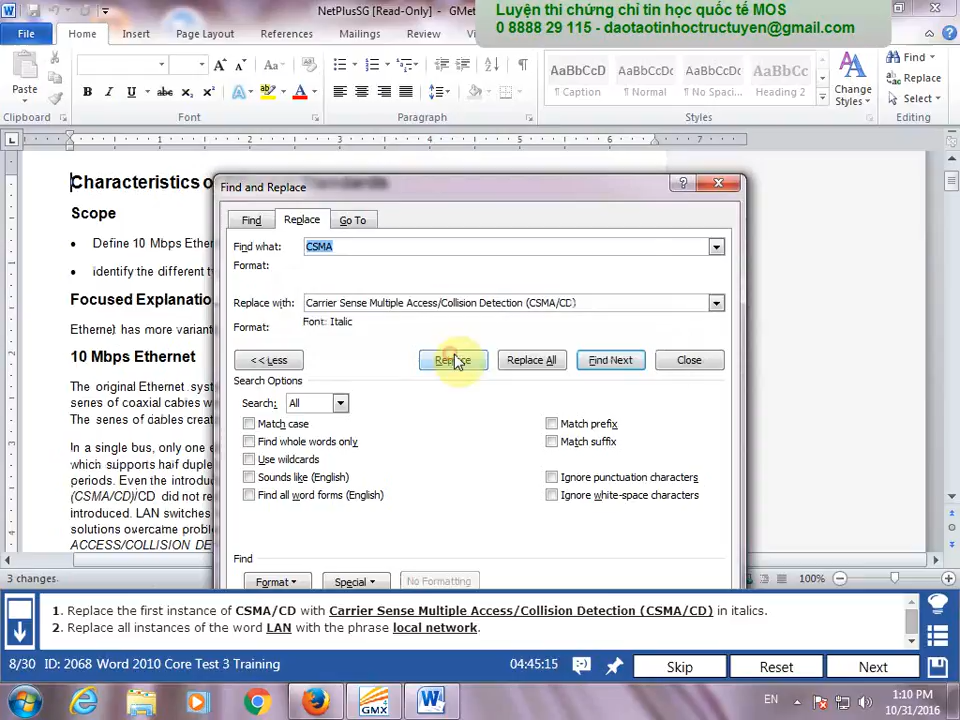 NetPlusSG [Read-Only] - GMet
Luyện thi chứng chỉ tin học quốc tế MOS
0 8888 29 115 - daotaotinhoctructuyen@gmail.com
File Home Insert Page Layout References Mailings Review
Paste
Clipboard Font Paragraph Styles Editing
AaBbCcD AaBbCcI AaBbCcI AaBbCc
¶ Caption ¶ Normal ¶ No Spaci... Heading 2
Change Styles
Find
Replace
Select
Characteristics o
Scope
• Define 10 Mbps Ether
• identify the different t
Focused Explanatio
Ethernet has more variant
10 Mbps Ethernet
The original Ethernet syst
series of coaxial cables w
The senes of dables creat
In a single bus, only one
which supports half duple
periods. Even the introdu
(CSMA/CD)/CD did not re
introduced. LAN switches
solutions overcame proble
ACCESS/COLLISION DE
Find and Replace
Find Replace Go To
Find what: CSMA
Format:
Replace with: Carrier Sense Multiple Access/Collision Detection (CSMA/CD)
Format: Font: Italic
<< Less Replace Replace All Find Next Close
Search Options
Search: All
Match case
Find whole words only
Use wildcards
Sounds like (English)
Find all word forms (English)
Match prefix
Match suffix
Ignore punctuation characters
Ignore white-space characters
Find
Format Special No Formatting
3 changes. 100%
1. Replace the first instance of CSMA/CD with Carrier Sense Multiple Access/Collision Detection (CSMA/CD) in italics.
2. Replace all instances of the word LAN with the phrase local network.
8/30 ID: 2068 Word 2010 Core Test 3 Training 04:45:15 Skip Reset Next
GMX
EN
1:10 PM
10/31/2016